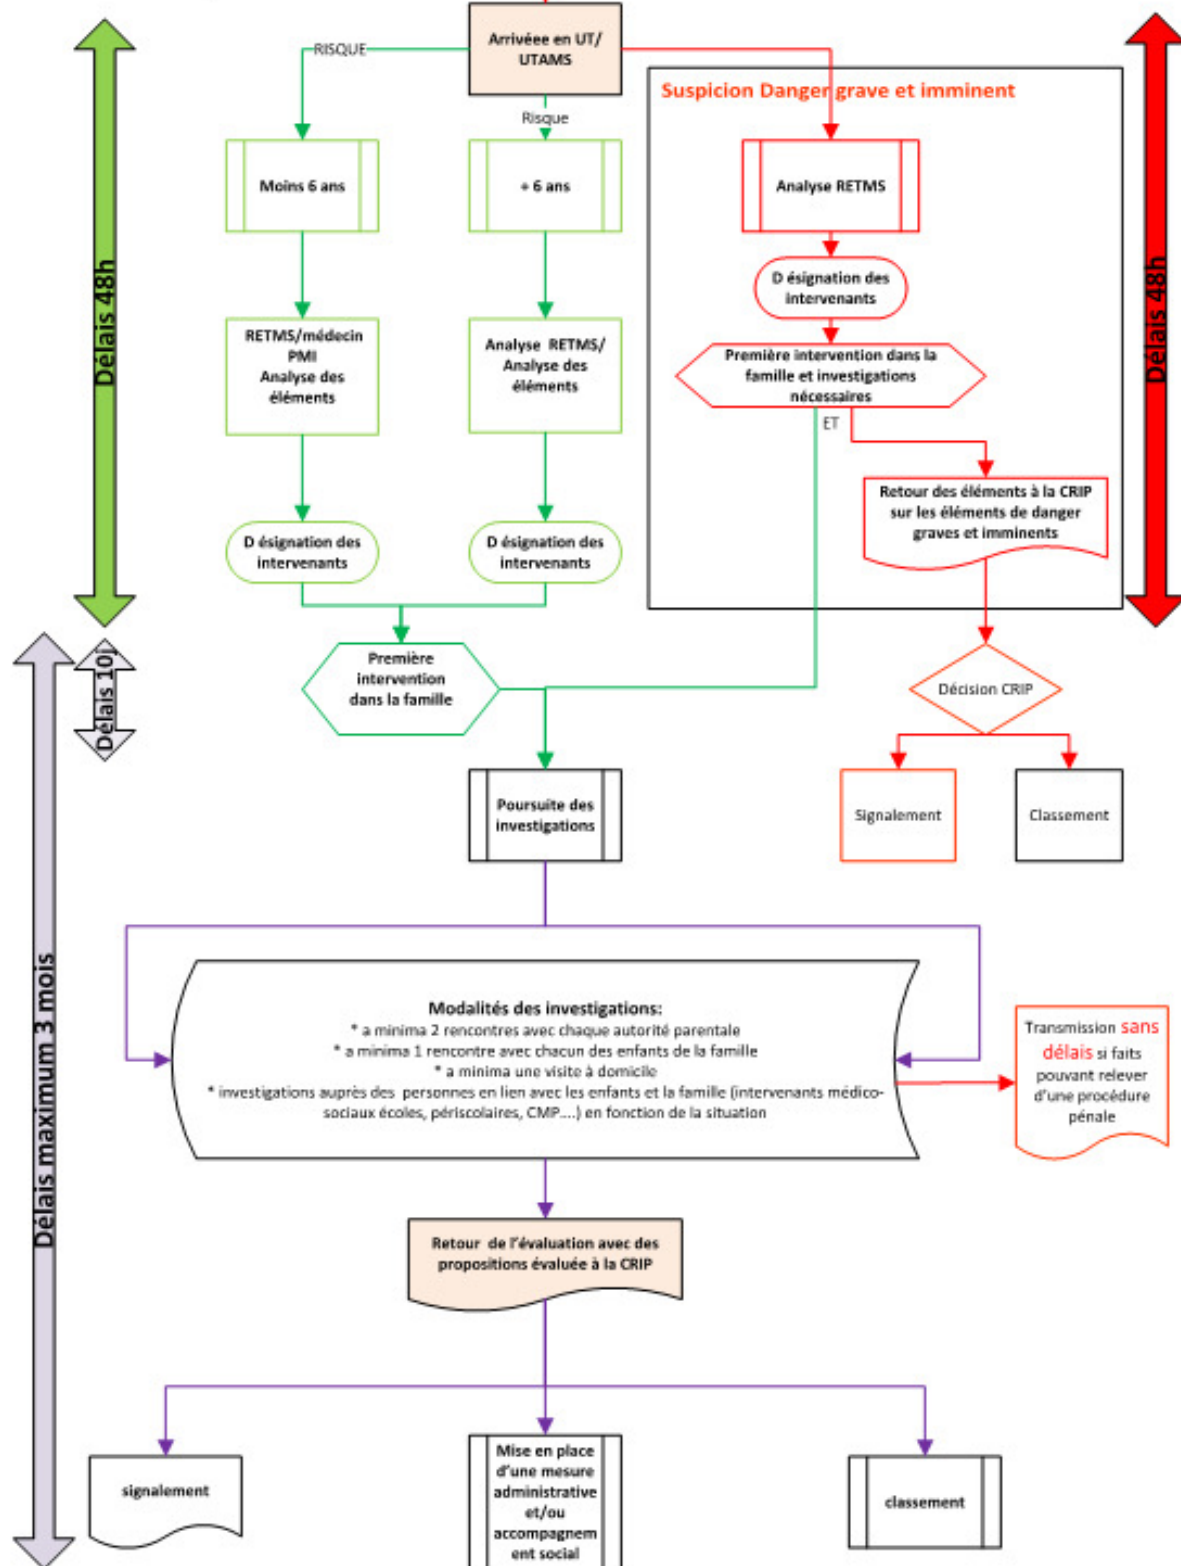 Arrivéee en UT/
UTAMS
RISQUE
Risque
Suspicion Danger grave et imminent
Moins 6 ans
+ 6 ans
Analyse RETMS
D ésignation des
intervenants
RETMS/médecin
PMI
Analyse des
éléments
Analyse RETMS/
Analyse des
éléments
Première intervention dans la
famille et investigations
nécessaires
ET
Retour des éléments à la CRIP
sur les éléments de danger
graves et imminents
D ésignation des
intervenants
D ésignation des
intervenants
Délais 48h
Délais 48h
Première
intervention
dans la famille
Délais 10j
Décision CRIP
Poursuite des
investigations
Signalement
Classement
Délais maximum 3 mois
Modalités des investigations:
* a minima 2 rencontres avec chaque autorité parentale
* a minima 1 rencontre avec chacun des enfants de la famille
* a minima une visite à domicile
* investigations auprès des personnes en lien avec les enfants et la famille (intervenants médico-
sociaux écoles, périscolaires, CMP....) en fonction de la situation
Transmission sans
délais si faits
pouvant relever
d'une procédure
pénale
Retour de l'évaluation avec des
propositions évaluée à la CRIP
signalement
Mise en place
d'une mesure
administrative
et/ou
accompagnem
ent social
classement